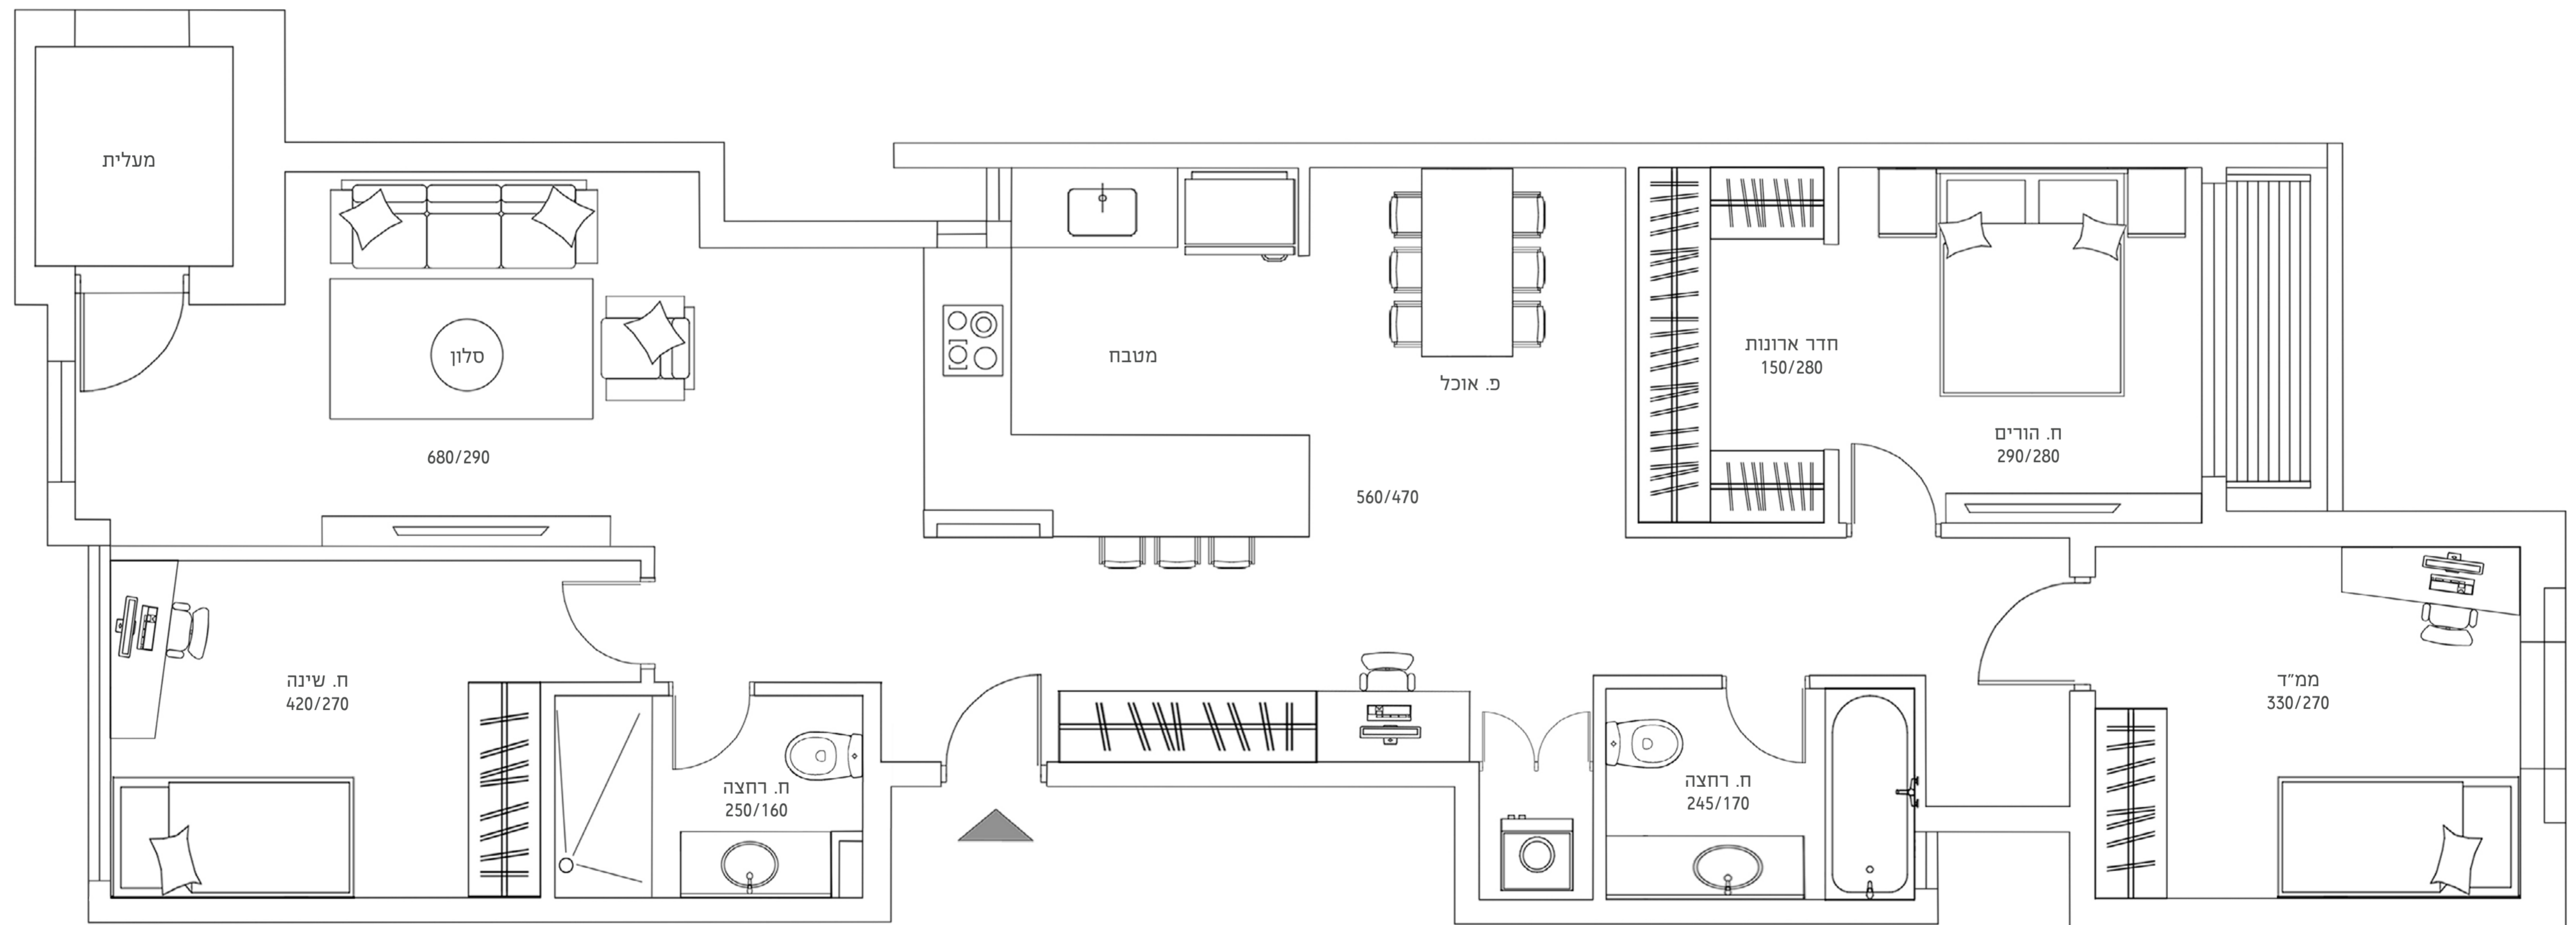 מעלית
סלון
680/290
מטבח
פ. אוכל
560/470
חדר ארונות
150/280
ח. הורים
290/280
ח. שינה
420/270
ח. רחצה
250/160
ח. רחצה
245/170
ממ"ד
330/270